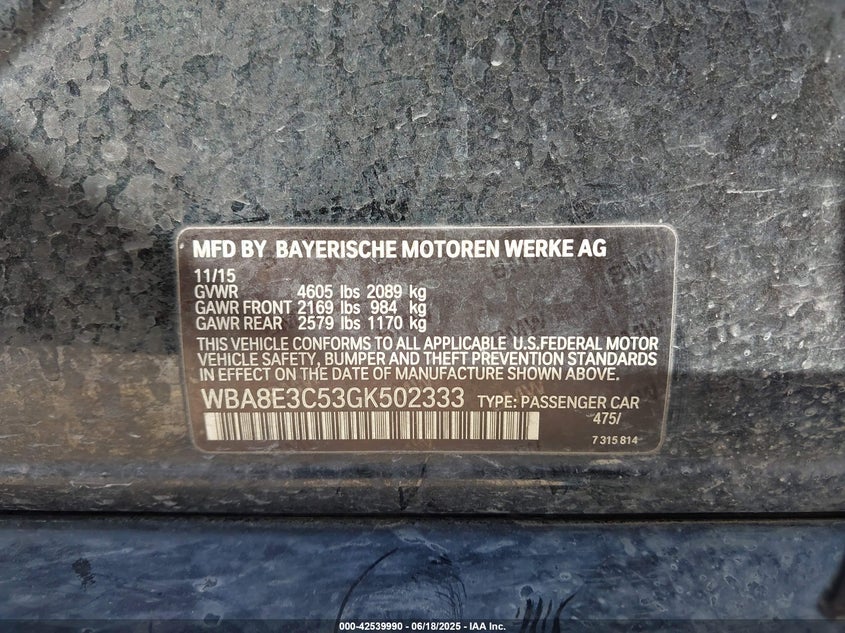 MFD BY BAYERISCHE MOTOREN WERKE AG
11/15
GVWR 4605 lbs 2089 kg
GAWR FRONT 2169 lbs 984 kg
GAWR REAR 2579 lbs 1170 kg
THIS VEHICLE CONFORMS TO ALL APPLICABLE U.S.FEDERAL MOTOR
VEHICLE SAFETY, BUMPER AND THEFT PREVENTION STANDARDS
IN EFFECT ON THE DATE OF MANUFACTURE SHOWN ABOVE.
WBA8E3C53GK502333 TYPE: PASSENGER CAR
475/
7 315 814
000-42539990 - 06/18/2025 - IAA Inc.